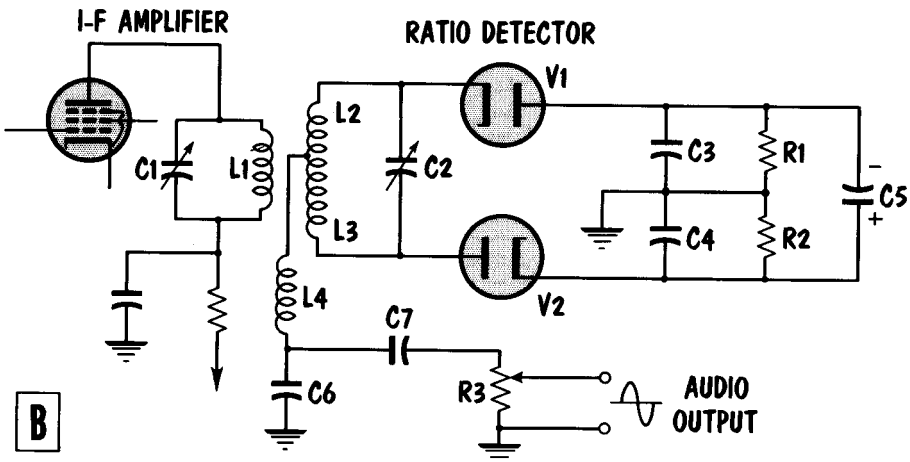 I-F AMPLIFIER
RATIO DETECTOR
V1
L2
C1
L1
C2
C3
R1
-
C5
+
L3
C4
R2
V2
L4
C7
C6
R3
AUDIO
OUTPUT
B